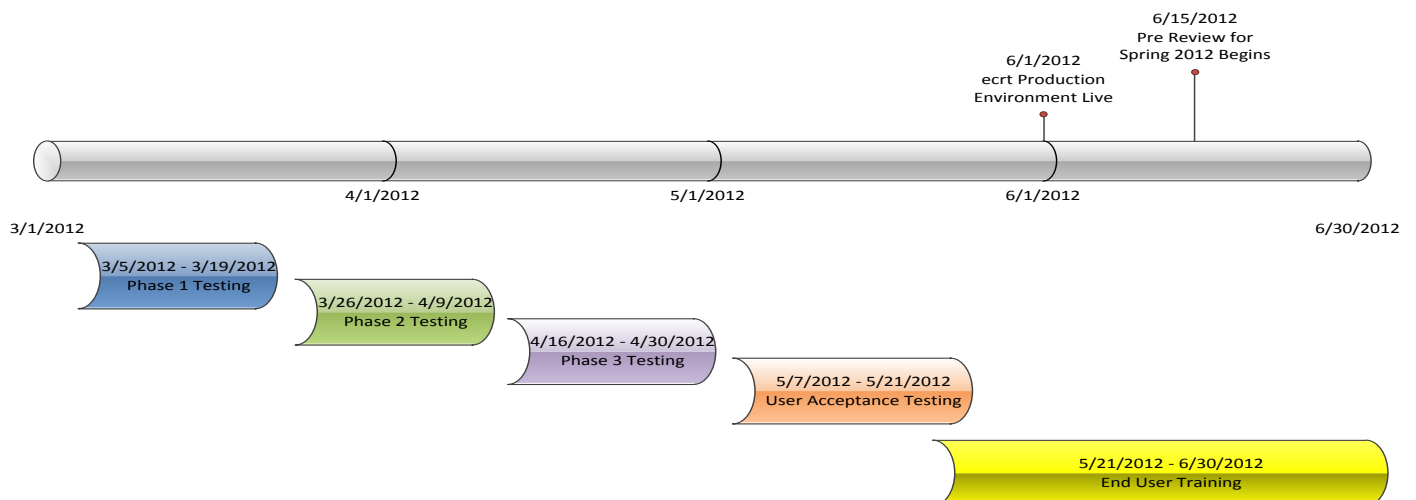 6/15/2012
Pre Review for
Spring 2012 Begins
6/1/2012
ecrt Production
Environment Live
4/1/2012
5/1/2012
6/1/2012
3/1/2012
6/30/2012
3/5/2012 - 3/19/2012
Phase 1 Testing
3/26/2012 - 4/9/2012
Phase 2 Testing
4/16/2012 - 4/30/2012
Phase 3 Testing
5/7/2012 - 5/21/2012
User Acceptance Testing
5/21/2012 - 6/30/2012
End User Training